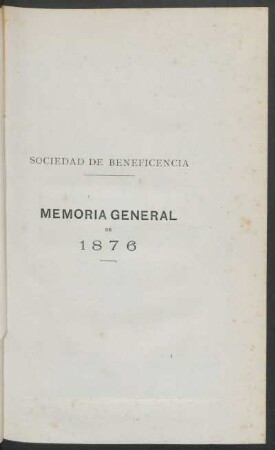 SOCIEDAD DE BENEFICENCIA
MEMORIA GENERAL
DE
1876